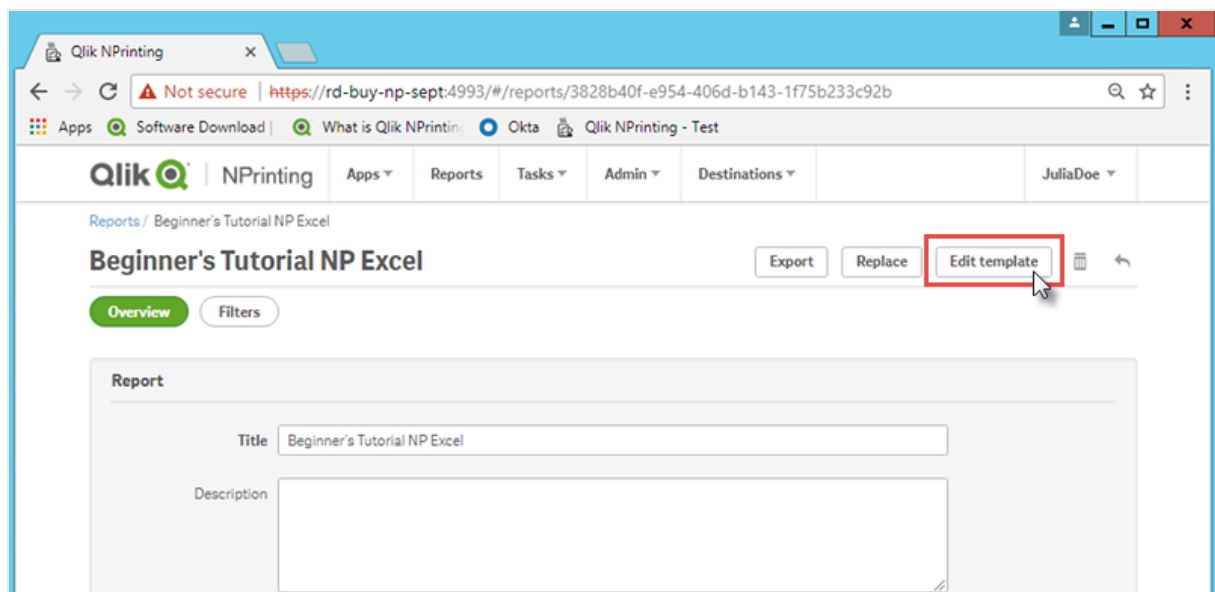 Qlik NPrinting
Not secure | https://rd-buy-np-sept:4993/#/reports/3828b40f-e954-406d-b143-1f75b233c92b
Apps Software Download | What is Qlik NPrintin Okta Qlik NPrinting - Test
Qlik NPrinting Apps Reports Tasks Admin Destinations JuliaDoe
Reports / Beginner's Tutorial NP Excel
Beginner's Tutorial NP Excel Export Replace Edit template
Overview Filters
Report
Title Beginner's Tutorial NP Excel
Description